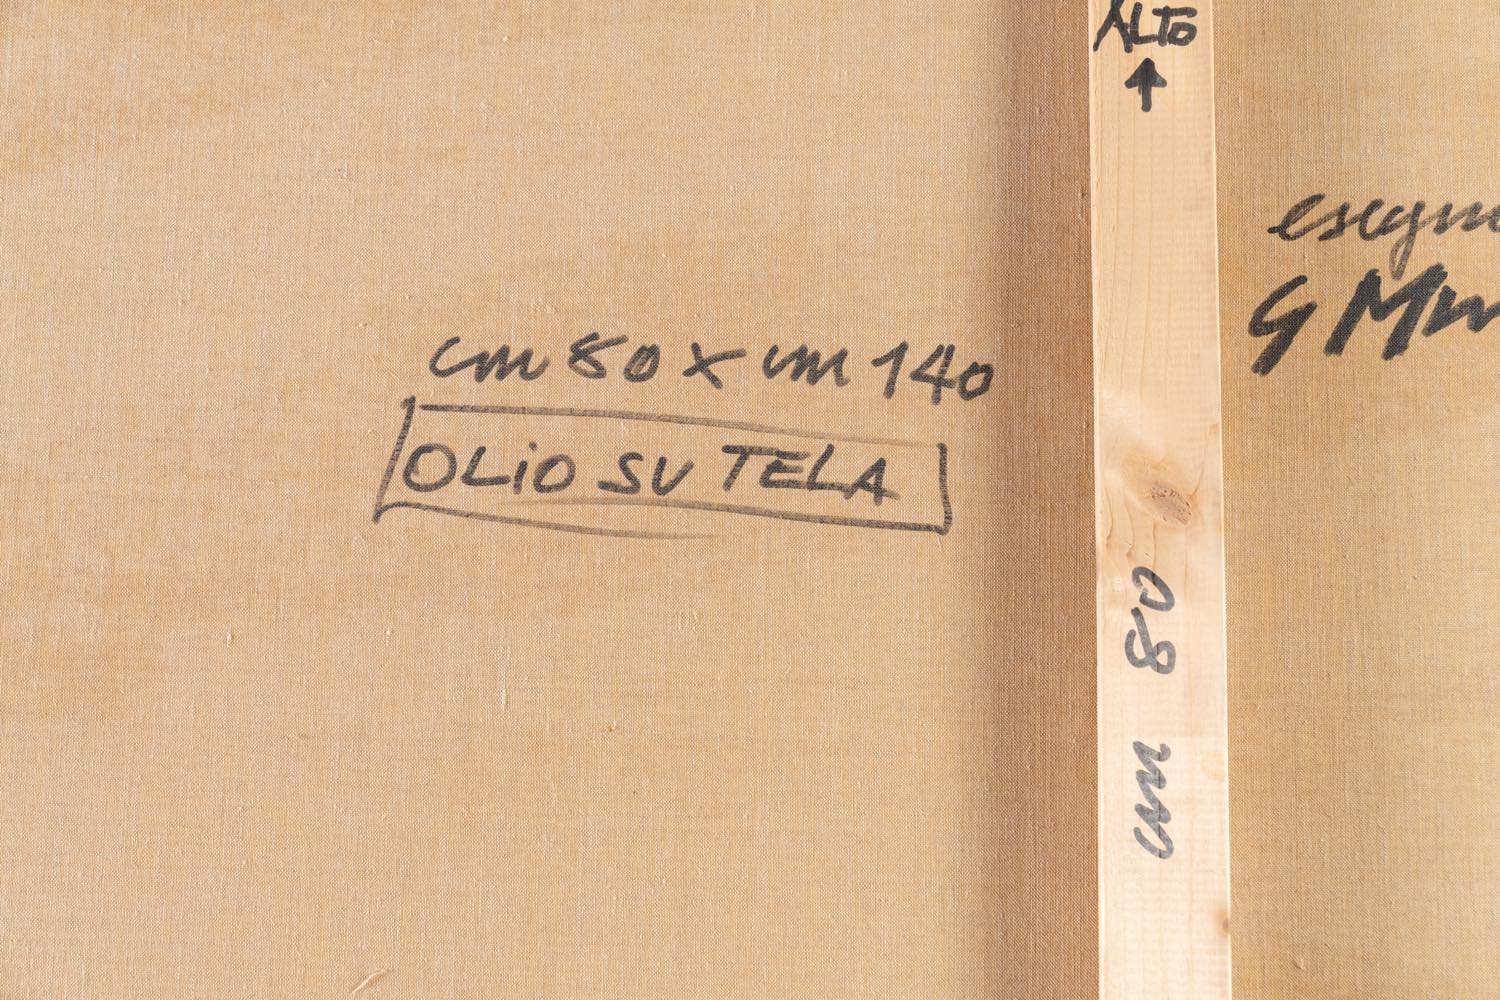 cm 80 x cm 140
OLiO SU TELA
ALTO
cm 80
G